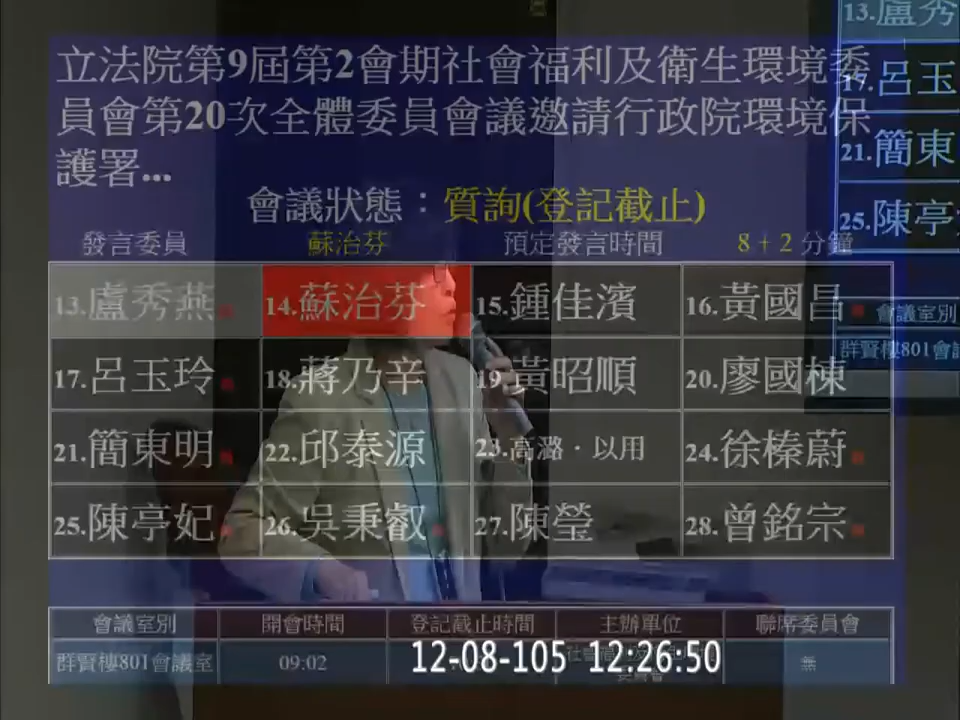 立法院第9屆第2會期社會福利及衛生環境委
員會第20次全體委員會議邀請行政院環境保
護署...
會議狀態：質詢(登記截止)
發言委員 蘇治芬 預定發言時間 8 + 2 分鐘
13.盧秀燕 14.蘇治芬 15.鍾佳濱 16.黃國昌
17.呂玉玲 18.蔣乃辛 19.黃昭順 20.廖國棟
21.簡東明 22.邱泰源 23.高潞．以用 24.徐榛蔚
25.陳亭妃 26.吳秉叡 27.陳瑩 28.曾銘宗
會議室別 開會時間 登記截止時間 主辦單位 聯席委員會
群賢樓801會議室 09:02 無
12-08-105 12:26:50
13.盧秀
17.呂玉
21.簡東
25.陳亭
會議室別
群賢樓801會議